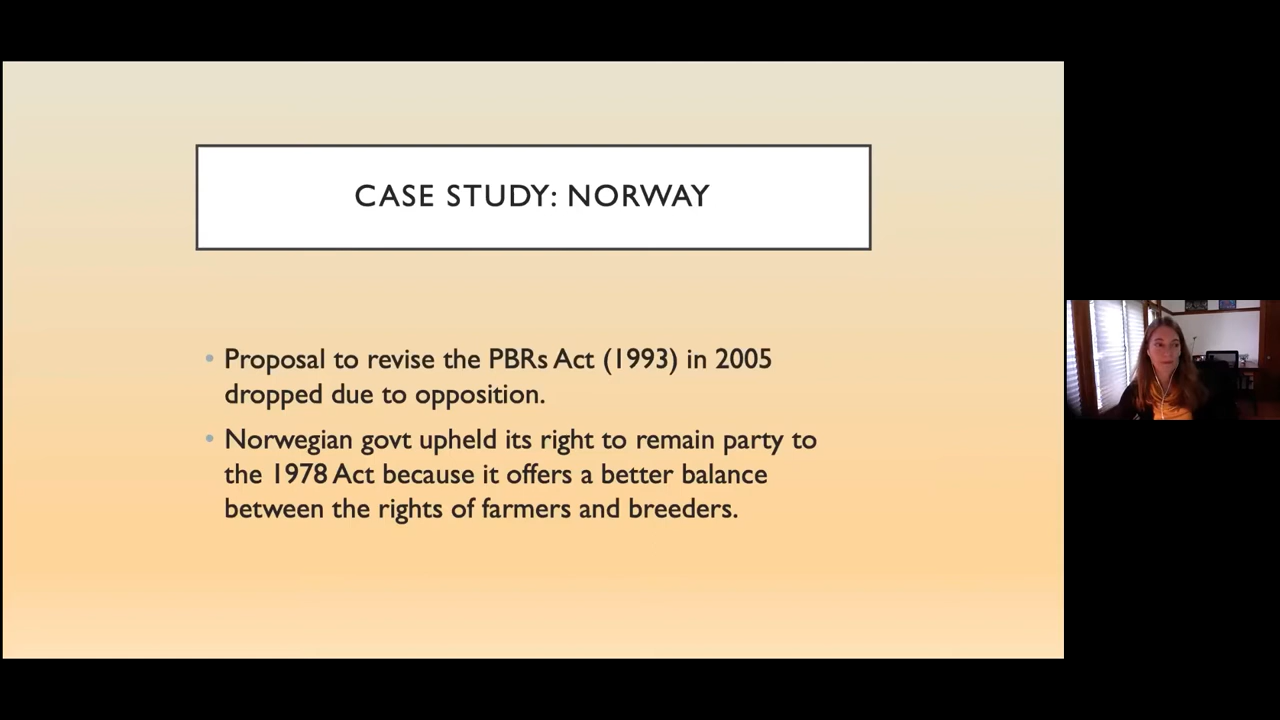 CASE STUDY: NORWAY
• Proposal to revise the PBRs Act (1993) in 2005
dropped due to opposition.
• Norwegian govt upheld its right to remain party to
the 1978 Act because it offers a better balance
between the rights of farmers and breeders.